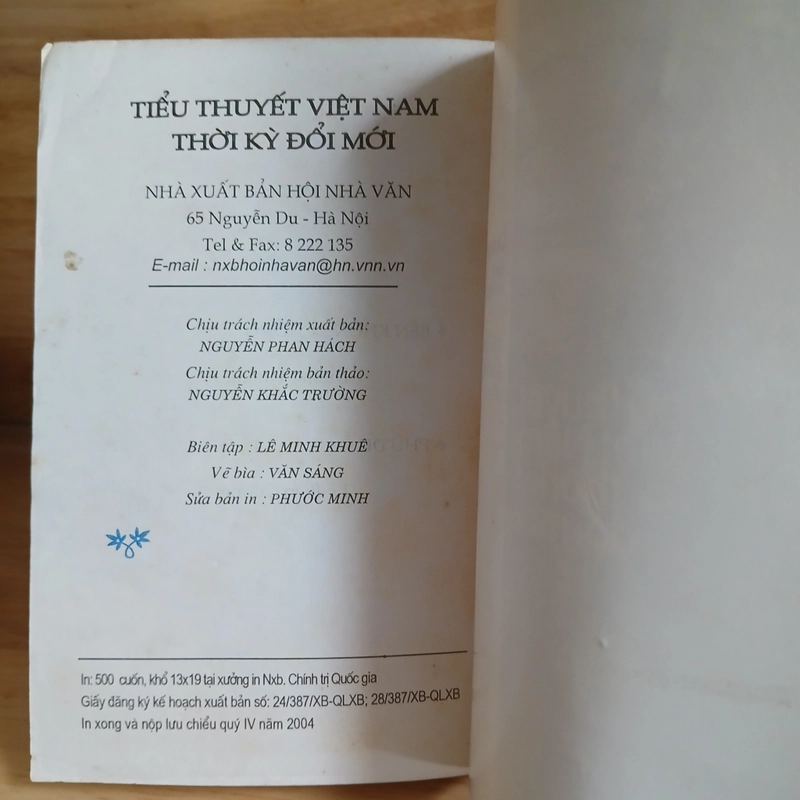 TIỂU THUYẾT VIỆT NAM
THỜI KỲ ĐỔI MỚI
NHÀ XUẤT BẢN HỘI NHÀ VĂN
65 Nguyễn Du - Hà Nội
Tel & Fax: 8 222 135
E-mail : nxbhoinhavan@hn.vnn.vn
Chịu trách nhiệm xuất bản:
NGUYỄN PHAN HÁCH
Chịu trách nhiệm bản thảo:
NGUYỄN KHẮC TRƯỜNG
Biên tập : LÊ MINH KHUÊ
Vẽ bìa : VĂN SÁNG
Sửa bản in : PHƯỚC MINH
In: 500 cuốn, khổ 13x19 tại xưởng in Nxb. Chính trị Quốc gia
Giấy đăng ký kế hoạch xuất bản số: 24/387/XB-QLXB; 28/387/XB-QLXB
In xong và nộp lưu chiểu quý IV năm 2004